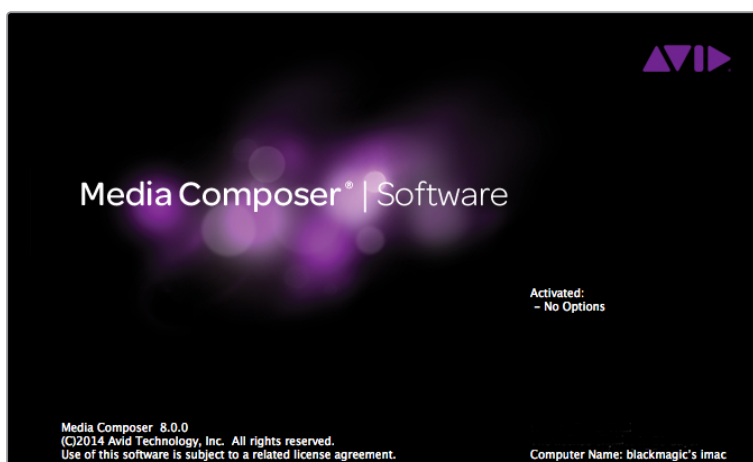 AVID
Media Composer® | Software
Activated:
– No Options
Media Composer 8.0.0
(C)2014 Avid Technology, Inc. All rights reserved.
Use of this software is subject to a related license agreement.
Computer Name: blackmagic's imac